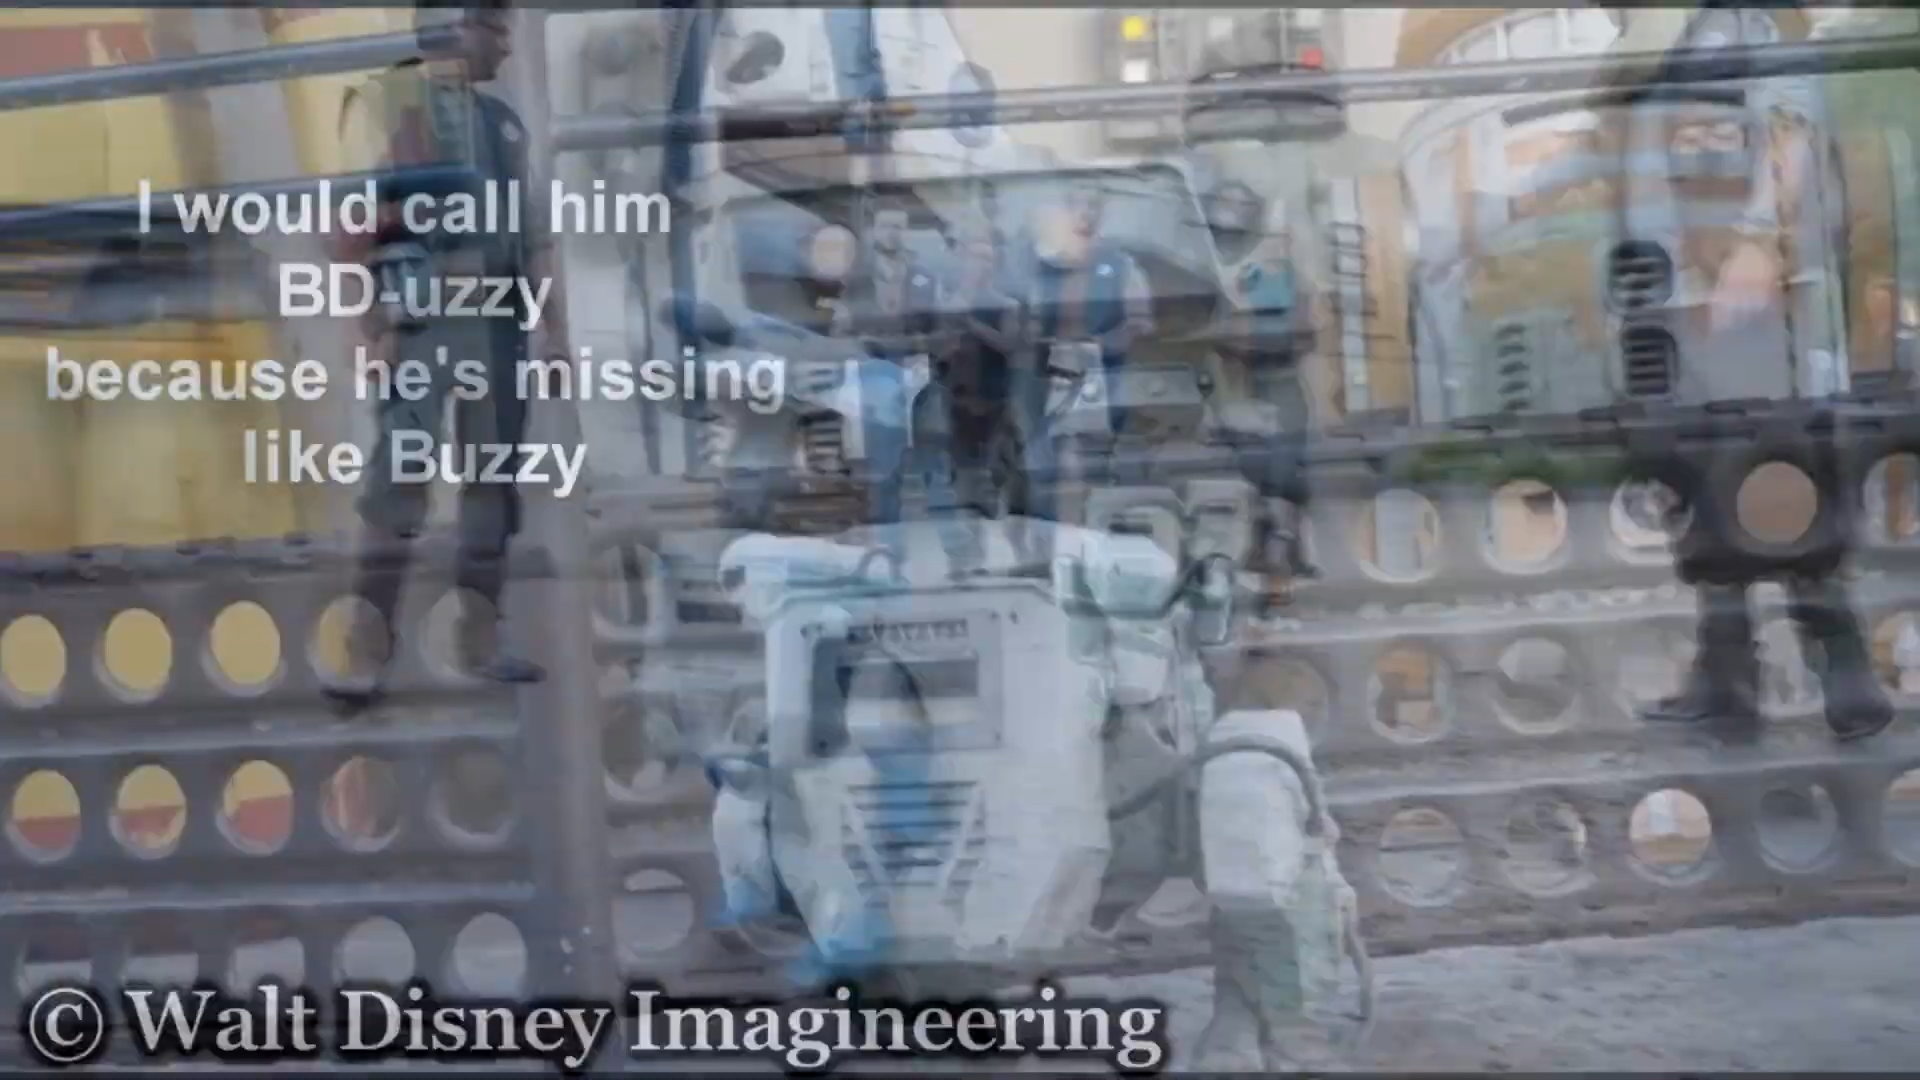 I would call him
BD-uzzy
because he's missing
like Buzzy
© Walt Disney Imagineering